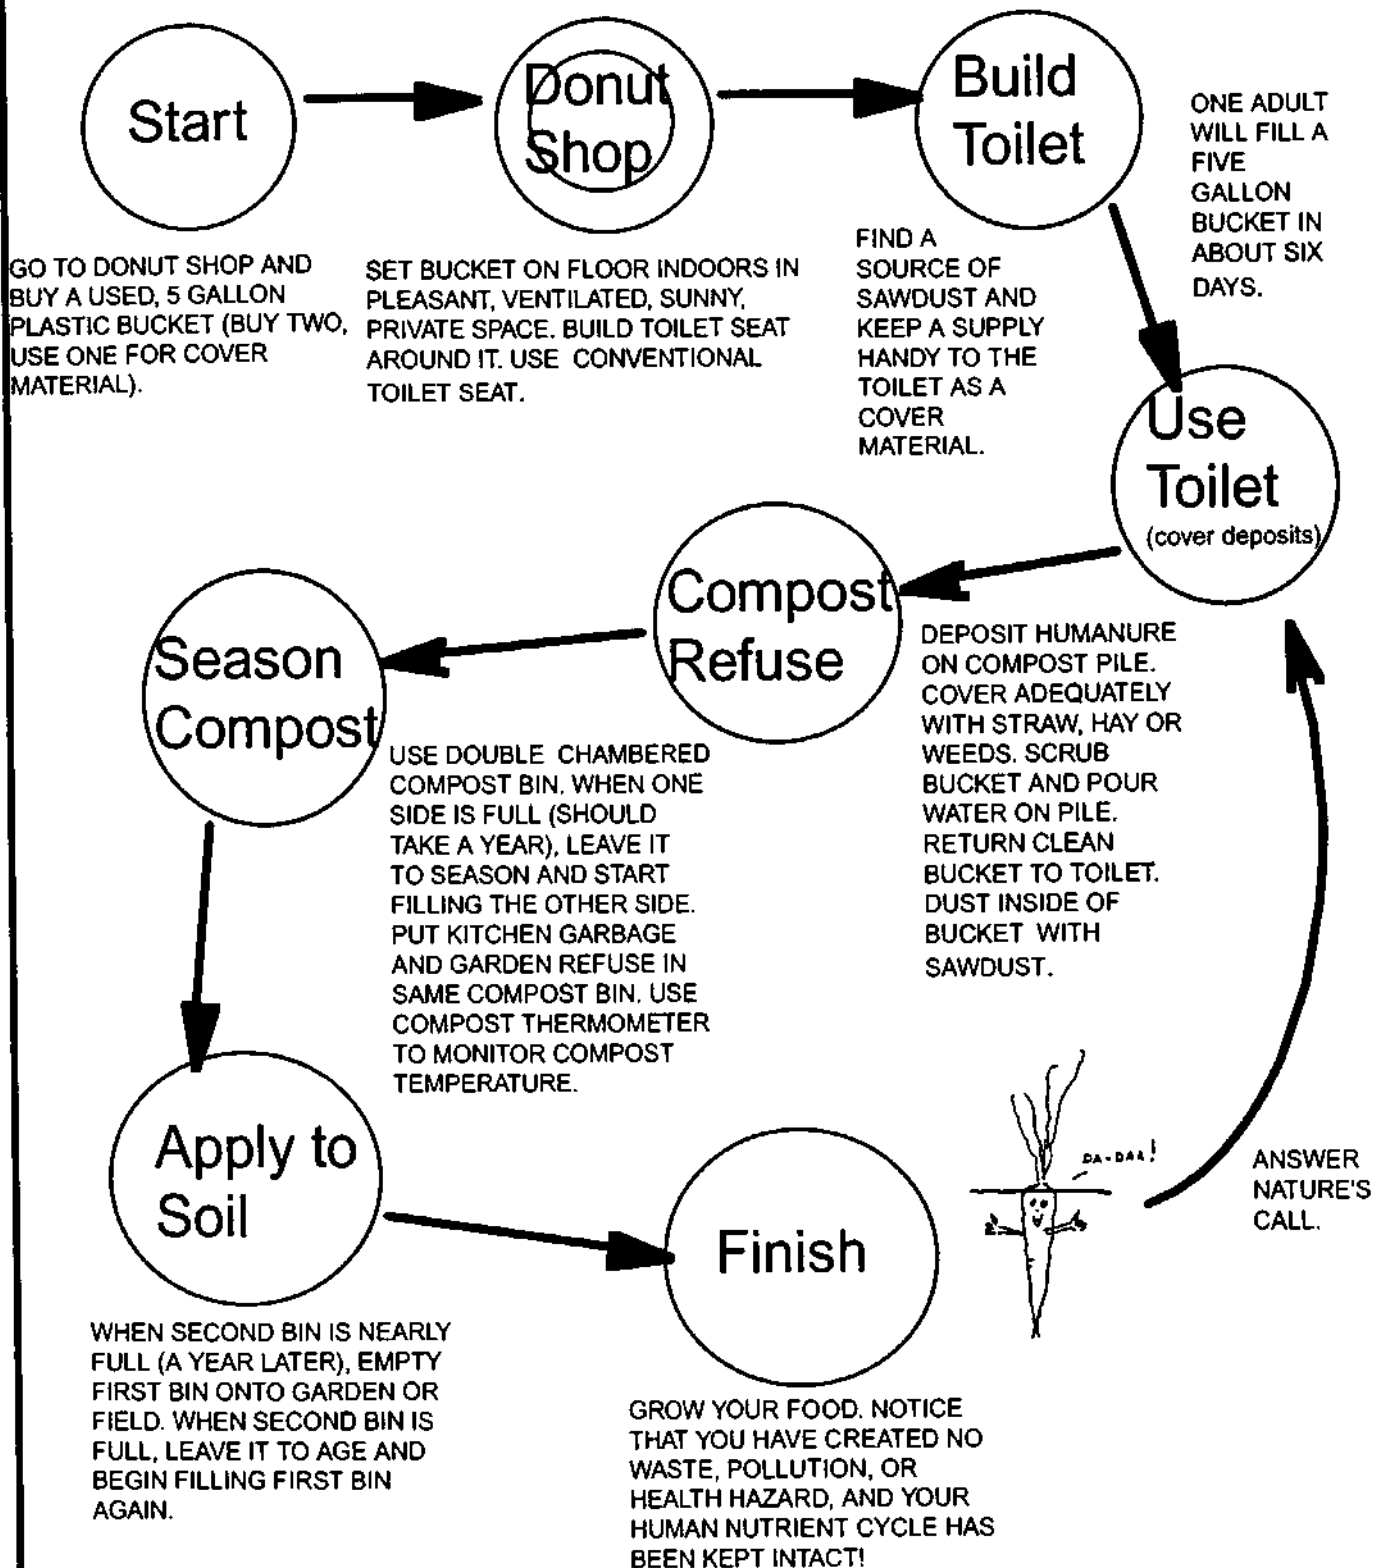 Start
GO TO DONUT SHOP AND
BUY A USED, 5 GALLON
PLASTIC BUCKET (BUY TWO,
USE ONE FOR COVER
MATERIAL).
Donut
Shop
SET BUCKET ON FLOOR INDOORS IN
PLEASANT, VENTILATED, SUNNY,
PRIVATE SPACE. BUILD TOILET SEAT
AROUND IT. USE CONVENTIONAL
TOILET SEAT.
Build
Toilet
FIND A
SOURCE OF
SAWDUST AND
KEEP A SUPPLY
HANDY TO THE
TOILET AS A
COVER
MATERIAL.
ONE ADULT
WILL FILL A
FIVE
GALLON
BUCKET IN
ABOUT SIX
DAYS.
Use
Toilet
(cover deposits)
DEPOSIT HUMANURE
ON COMPOST PILE.
COVER ADEQUATELY
WITH STRAW, HAY OR
WEEDS. SCRUB
BUCKET AND POUR
WATER ON PILE.
RETURN CLEAN
BUCKET TO TOILET.
DUST INSIDE OF
BUCKET WITH
SAWDUST.
Compost
Refuse
USE DOUBLE CHAMBERED
COMPOST BIN. WHEN ONE
SIDE IS FULL (SHOULD
TAKE A YEAR), LEAVE IT
TO SEASON AND START
FILLING THE OTHER SIDE.
PUT KITCHEN GARBAGE
AND GARDEN REFUSE IN
SAME COMPOST BIN. USE
COMPOST THERMOMETER
TO MONITOR COMPOST
TEMPERATURE.
Season
Compost
Apply to
Soil
WHEN SECOND BIN IS NEARLY
FULL (A YEAR LATER), EMPTY
FIRST BIN ONTO GARDEN OR
FIELD. WHEN SECOND BIN IS
FULL, LEAVE IT TO AGE AND
BEGIN FILLING FIRST BIN
AGAIN.
Finish
GROW YOUR FOOD. NOTICE
THAT YOU HAVE CREATED NO
WASTE, POLLUTION, OR
HEALTH HAZARD, AND YOUR
HUMAN NUTRIENT CYCLE HAS
BEEN KEPT INTACT!
DA-DAA!
ANSWER
NATURE'S
CALL.